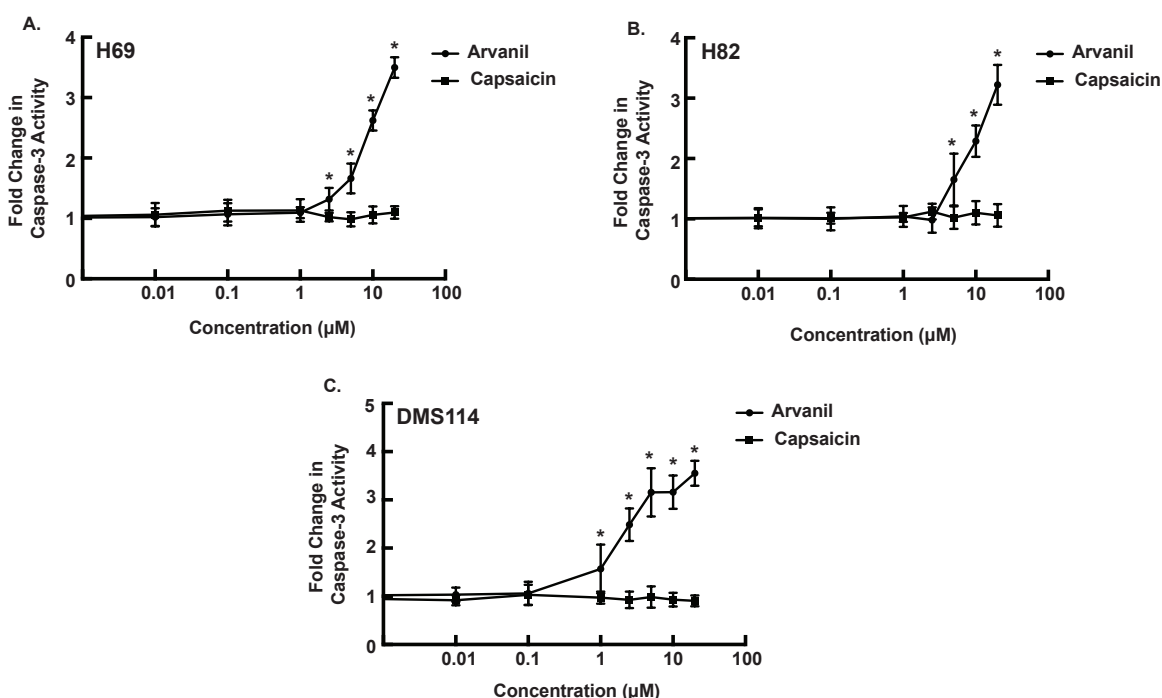 A.
H69
Arvanil
Capsaicin
Fold Change in
Caspase-3 Activity
4
3
2
1
0
* * * *
0.01 0.1 1 10 100
Concentration (µM)
B.
H82
Arvanil
Capsaicin
Fold Change in
Caspase-3 Activity
4
3
2
1
0
* * *
0.01 0.1 1 10 100
Concentration (µM)
C.
DMS114
Arvanil
Capsaicin
Fold Change in
Caspase-3 Activity
5
4
3
2
1
0
* * * * *
0.01 0.1 1 10 100
Concentration (µM)